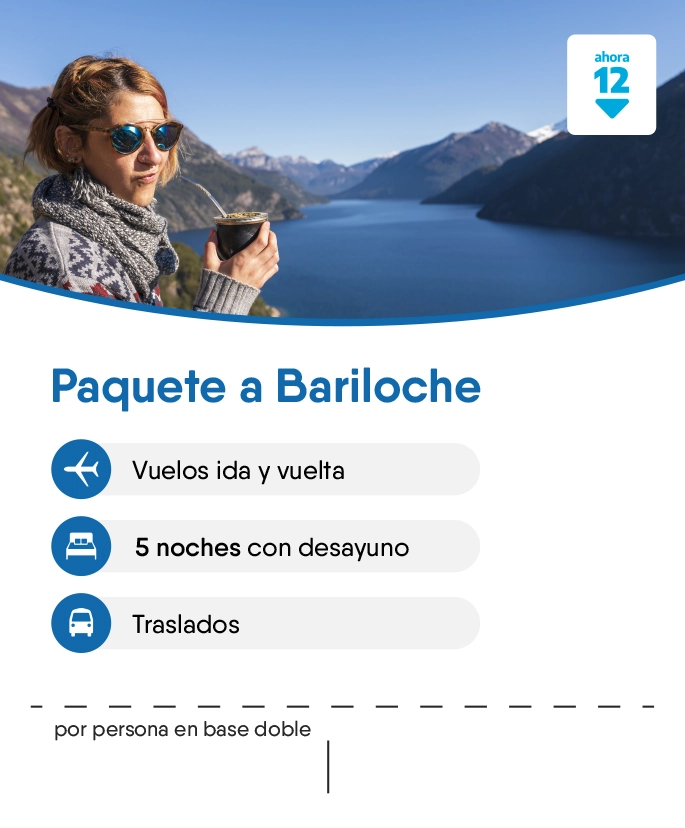 ahora
12
Paquete a Bariloche
Vuelos ida y vuelta
5 noches con desayuno
Traslados
por persona en base doble